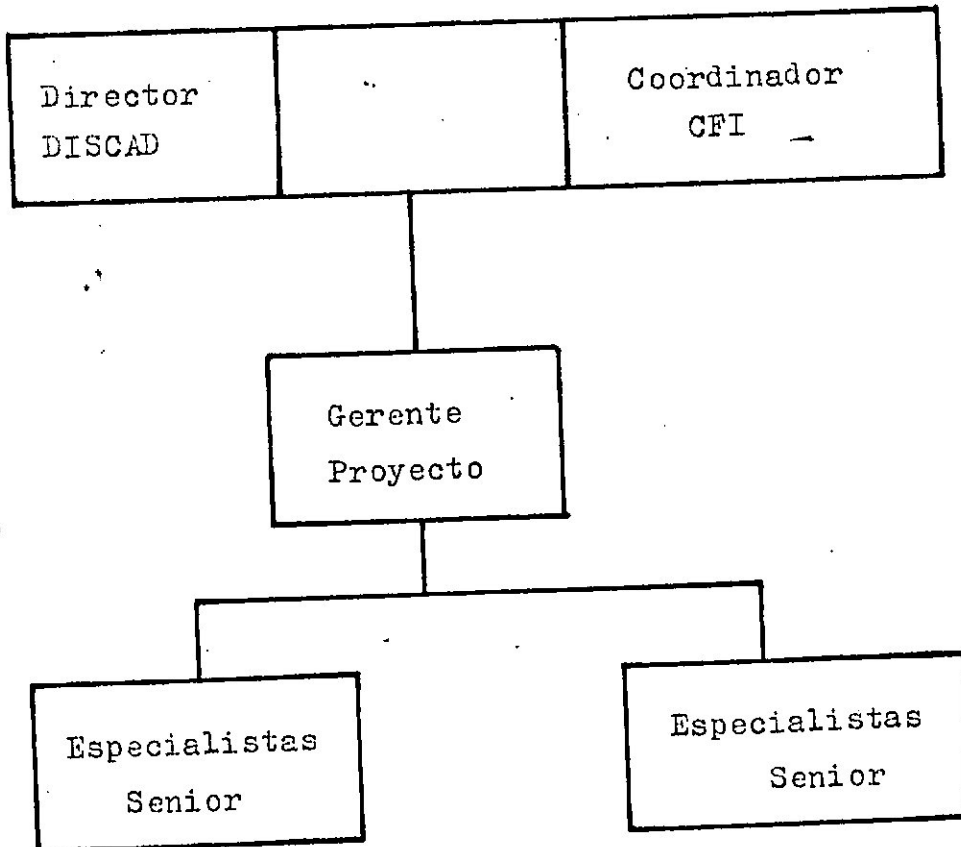 Director
DISCAD
Coordinador
CFI
Gerente
Proyecto
Especialistas
Senior
Especialistas
Senior